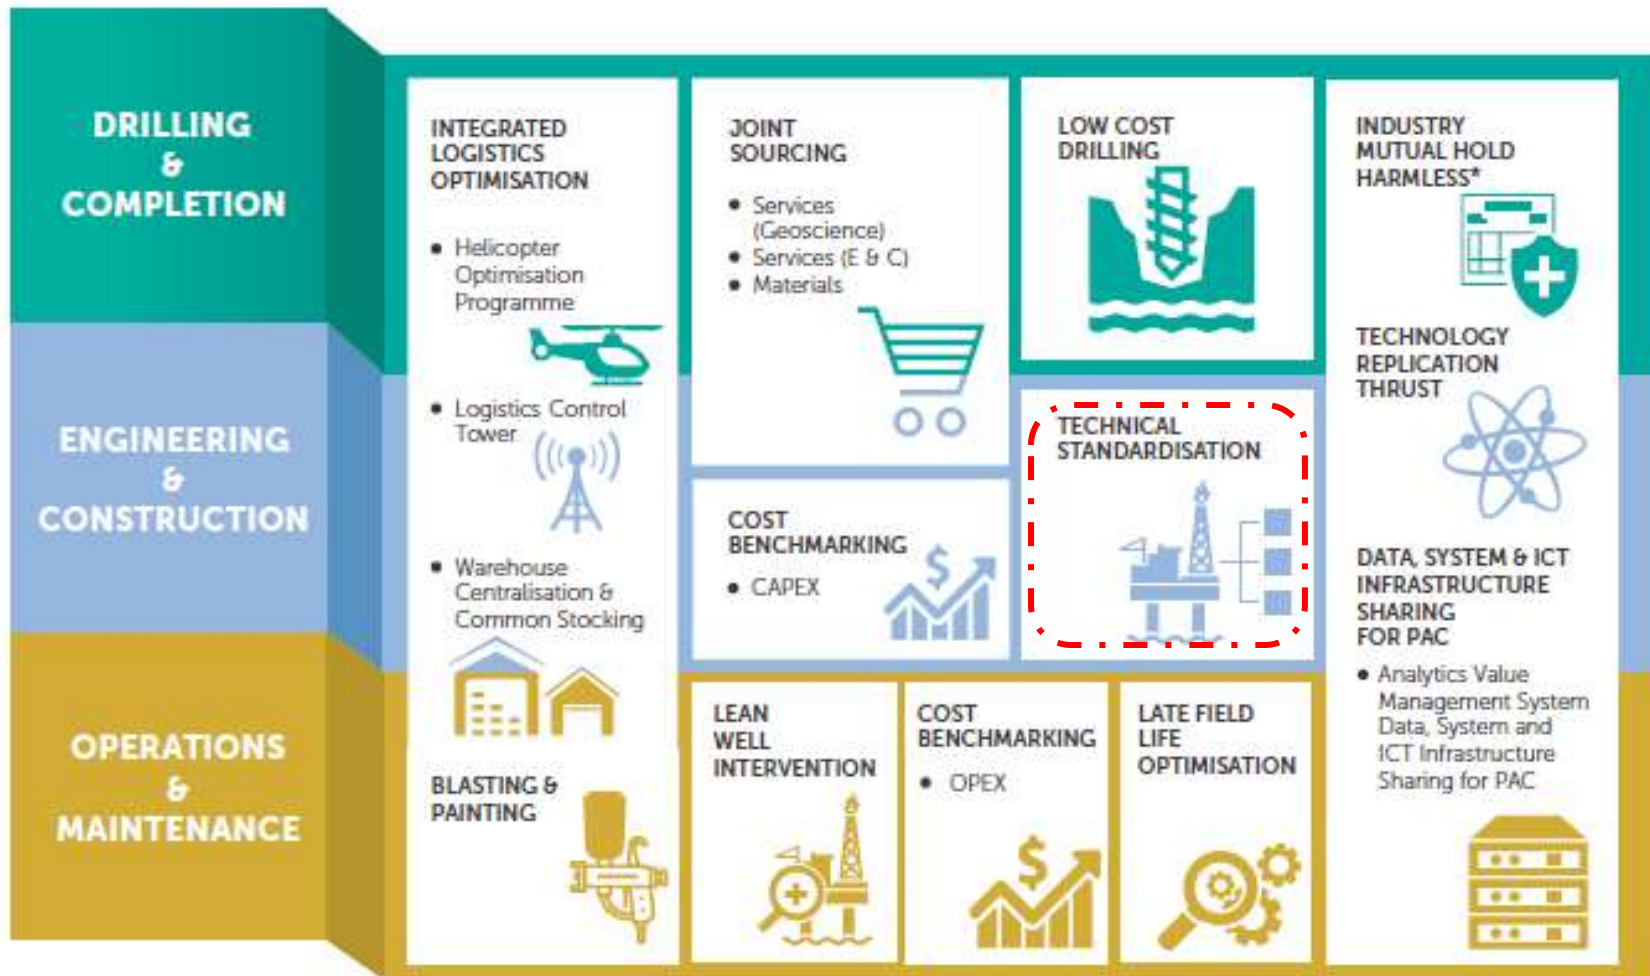 DRILLING
&
COMPLETION
ENGINEERING
&
CONSTRUCTION
OPERATIONS
&
MAINTENANCE
INTEGRATED
LOGISTICS
OPTIMISATION
• Helicopter
Optimisation
Programme
• Logistics Control
Tower
• Warehouse
Centralisation &
Common Stocking
BLASTING &
PAINTING
JOINT
SOURCING
• Services
(Geoscience)
• Services (E & C)
• Materials
COST
BENCHMARKING
• CAPEX
LOW COST
DRILLING
TECHNICAL
STANDARDISATION
LEAN
WELL
INTERVENTION
COST
BENCHMARKING
• OPEX
LATE FIELD
LIFE
OPTIMISATION
INDUSTRY
MUTUAL HOLD
HARMLESS*
TECHNOLOGY
REPLICATION
THRUST
DATA, SYSTEM & ICT
INFRASTRUCTURE
SHARING
FOR PAC
• Analytics Value
Management System
Data, System and
ICT Infrastructure
Sharing for PAC